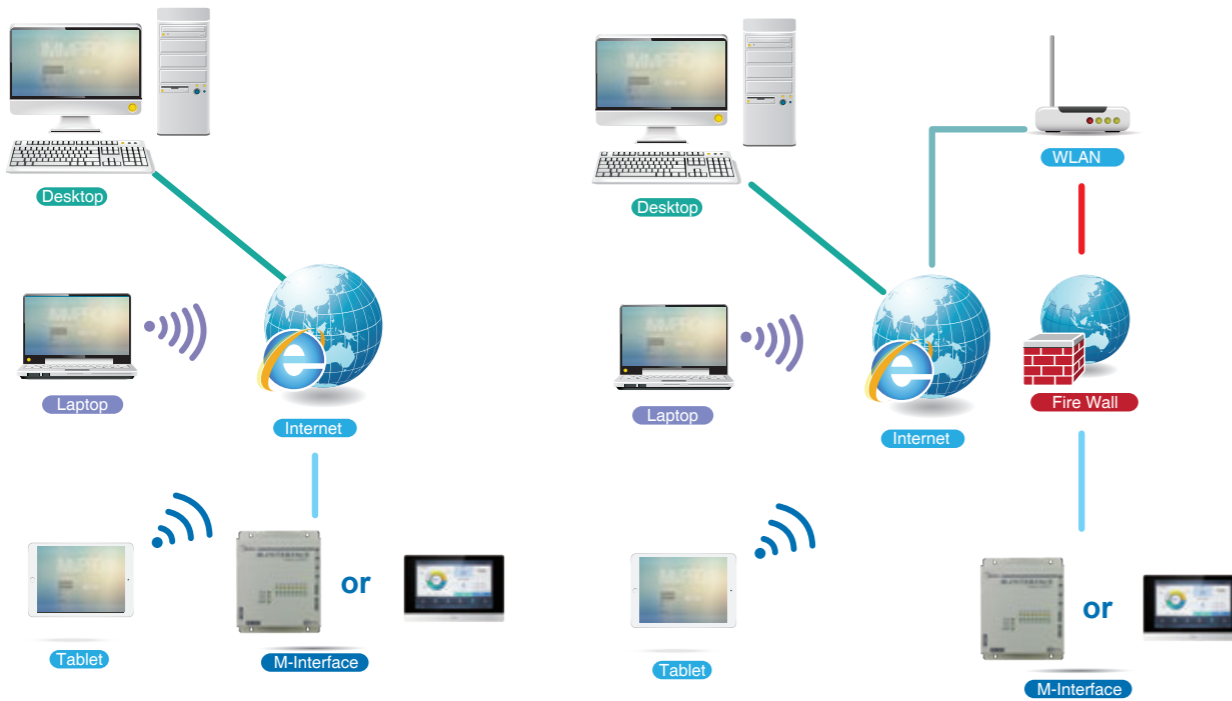 Desktop
Laptop
Internet
Tablet
or
M-Interface
Desktop
WLAN
Laptop
Internet
Fire Wall
Tablet
or
M-Interface